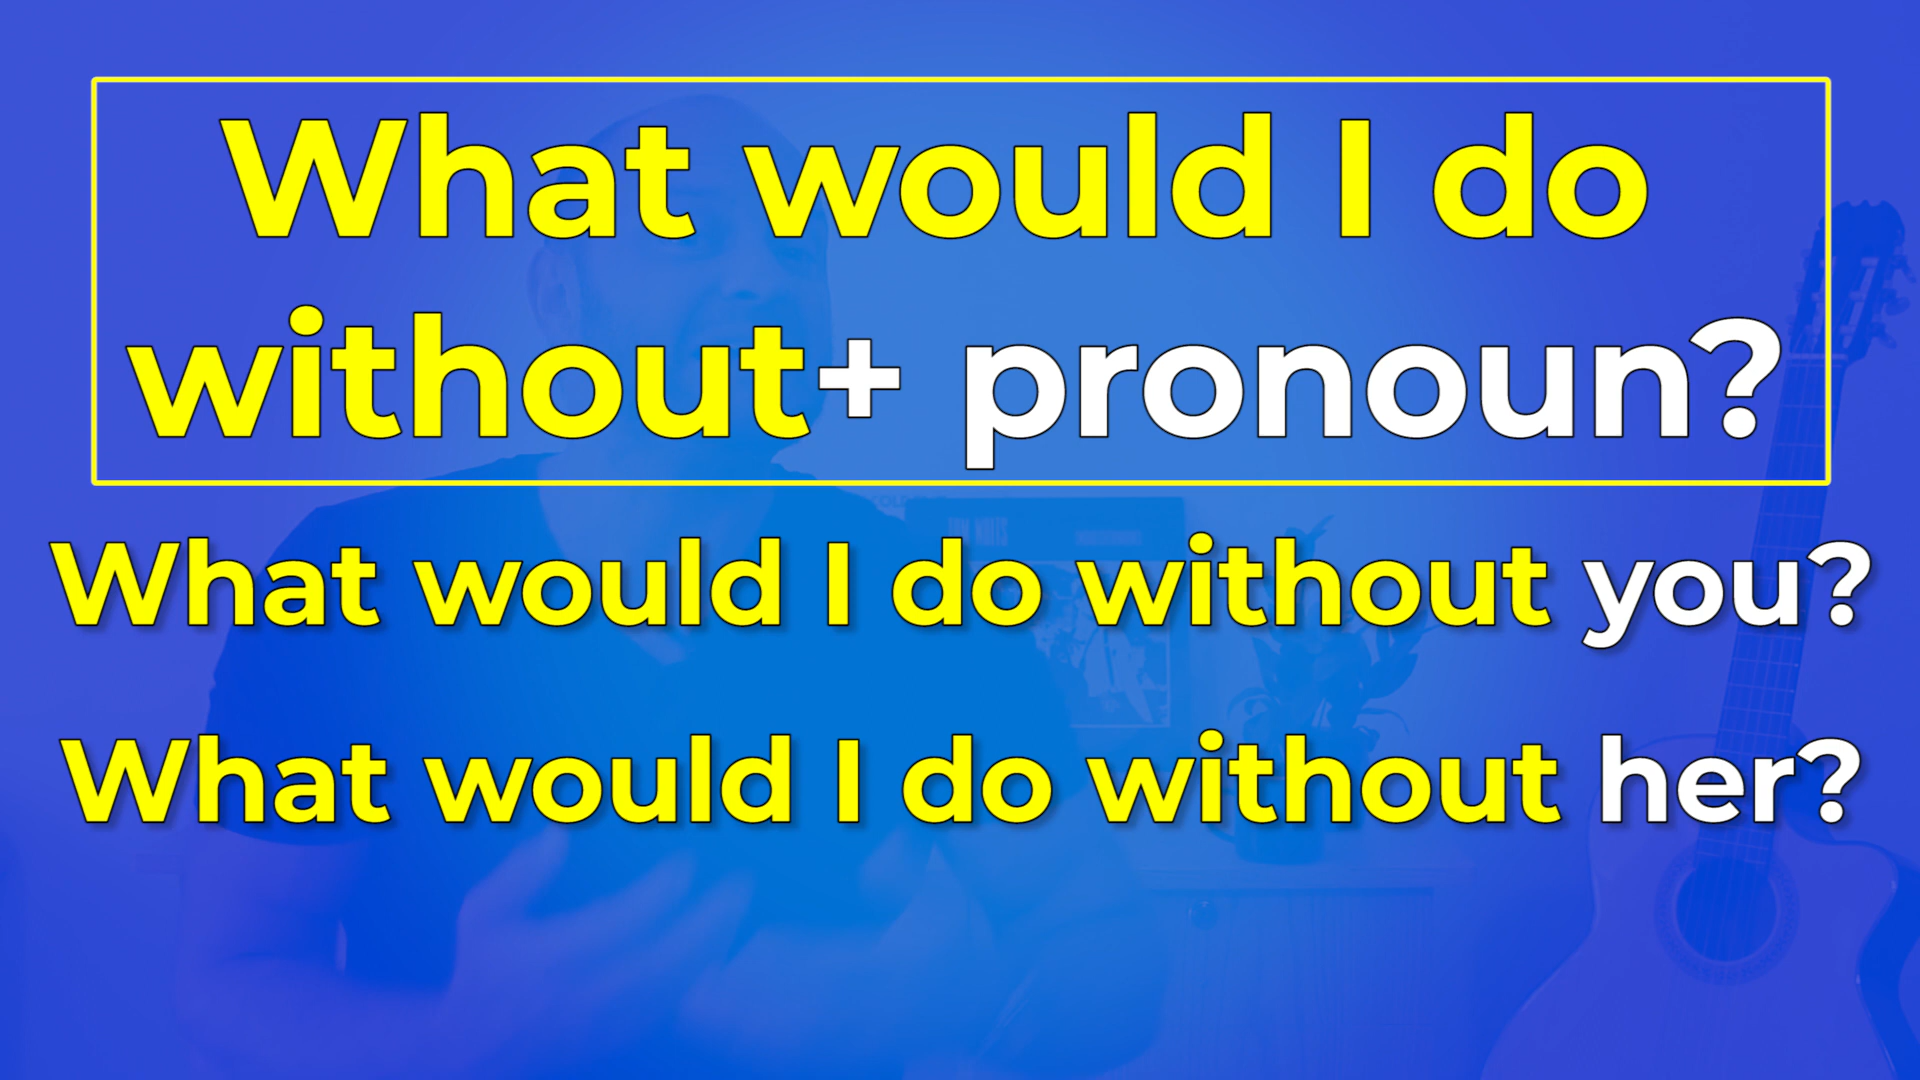 What would I do
without+ pronoun?
What would I do without you?
What would I do without her?